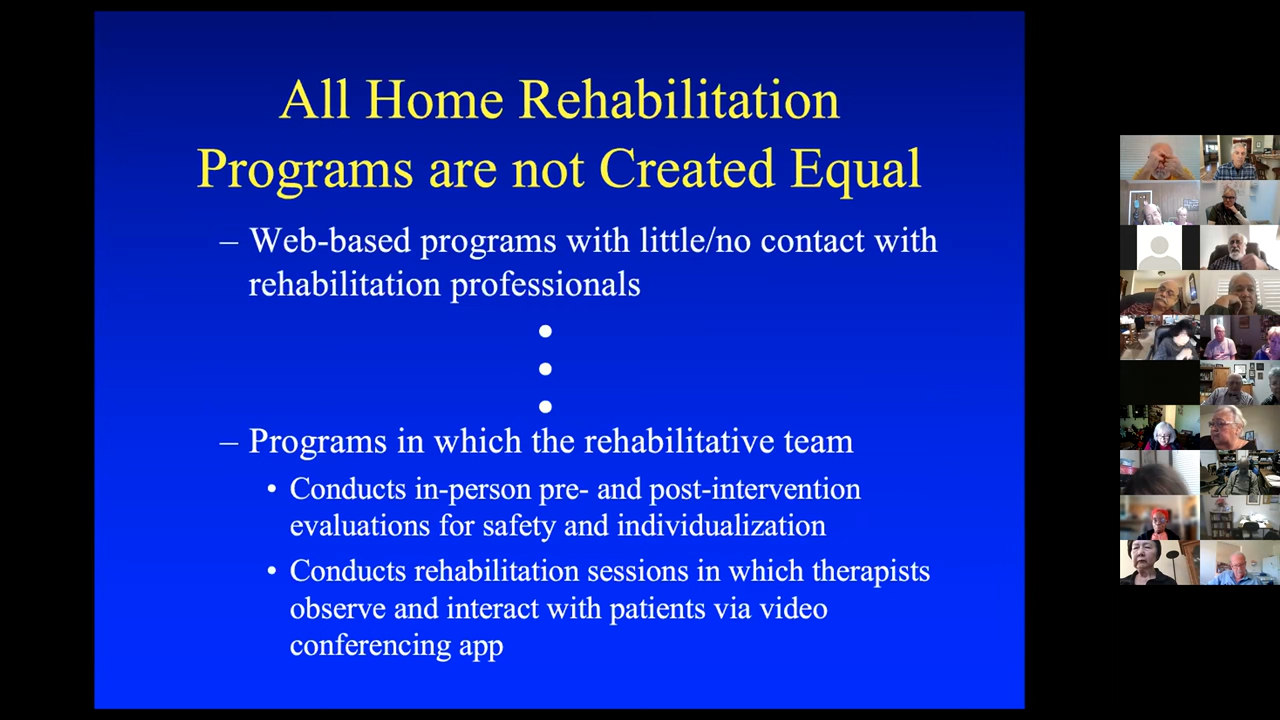 All Home Rehabilitation
Programs are not Created Equal
– Web-based programs with little/no contact with
rehabilitation professionals
•
•
•
– Programs in which the rehabilitative team
• Conducts in-person pre- and post-intervention
evaluations for safety and individualization
• Conducts rehabilitation sessions in which therapists
observe and interact with patients via video
conferencing app